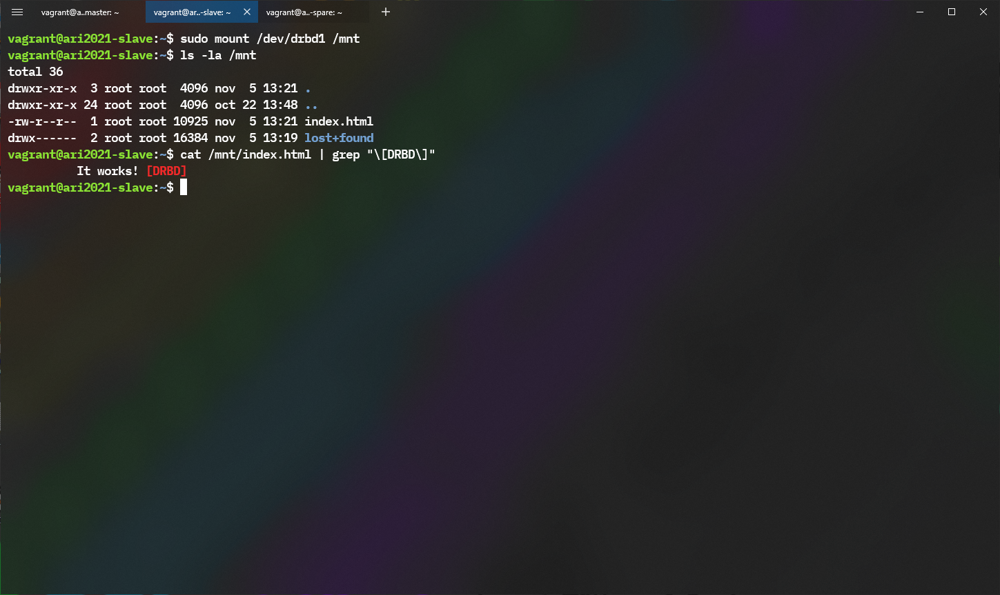 vagrant@a..master: ~ vagrant@ar..-slave: ~ vagrant@a..-spare: ~
vagrant@ari2021-slave:~$ sudo mount /dev/drbd1 /mnt
vagrant@ari2021-slave:~$ ls -la /mnt
total 36
drwxr-xr-x  3 root root  4096 nov  5 13:21 .
drwxr-xr-x 24 root root  4096 oct 22 13:48 ..
-rw-r--r--  1 root root 10925 nov  5 13:21 index.html
drwx------  2 root root 16384 nov  5 13:19 lost+found
vagrant@ari2021-slave:~$ cat /mnt/index.html | grep "\[DRBD\]"
          It works! [DRBD]
vagrant@ari2021-slave:~$